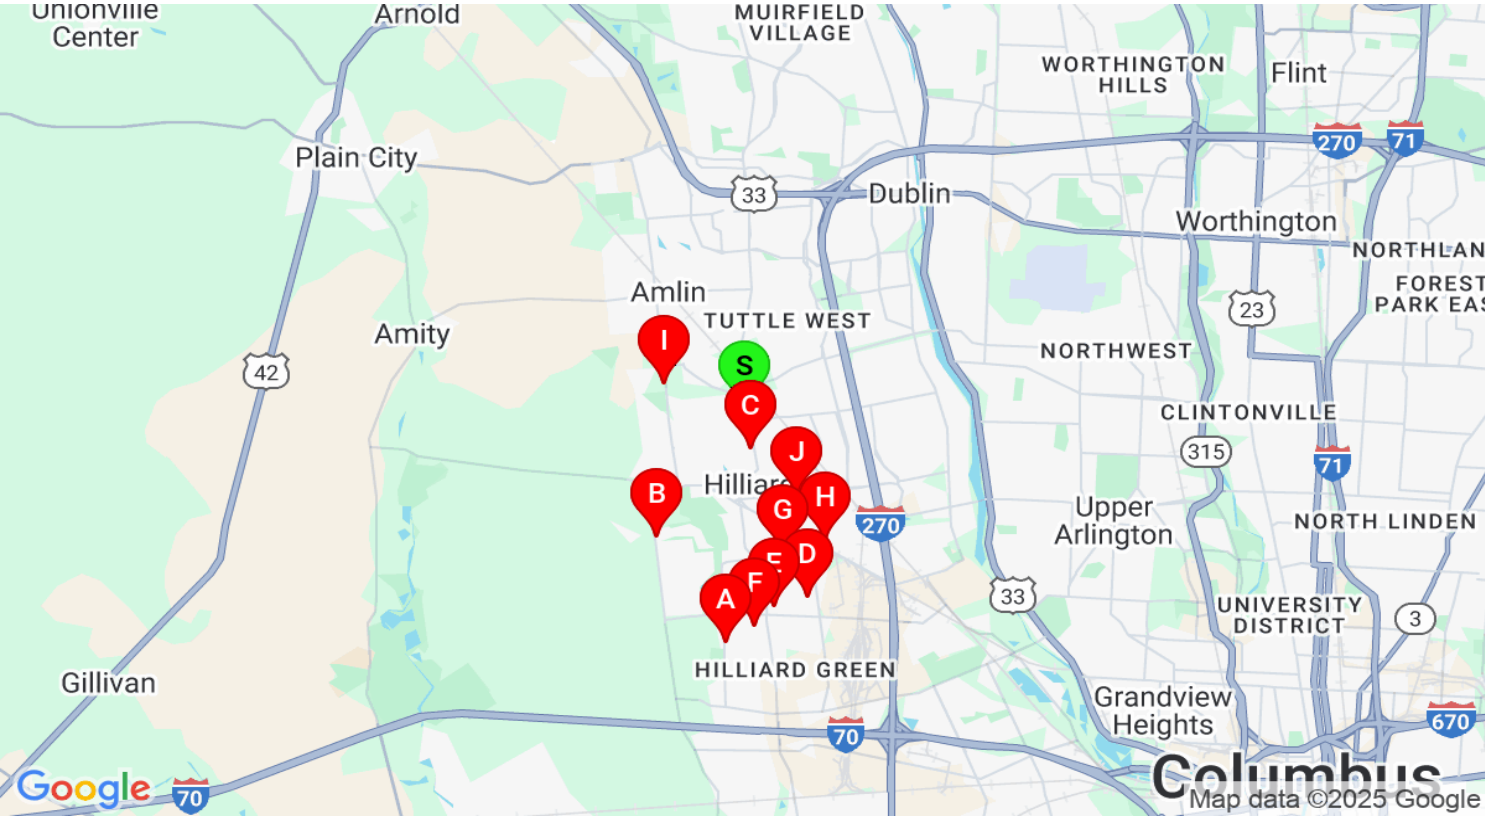 Unionville
Center
Arnold
MUIRFIELD
VILLAGE
WORTHINGTON
HILLS
Flint
270
71
Plain City
33
Dublin
Worthington
NORTHLAN
FOREST
PARK EAS
Amlin
TUTTLE WEST
23
Amity
I
NORTHWEST
S
42
C
CLINTONVILLE
J
315
71
Hilliar
B
H
G
Upper
Arlington
270
NORTH LINDEN
D
E
F
A
33
UNIVERSITY
DISTRICT
3
HILLIARD GREEN
Gillivan
Grandview
Heights
70
670
Columbus
Google
70
Map data ©2025 Google